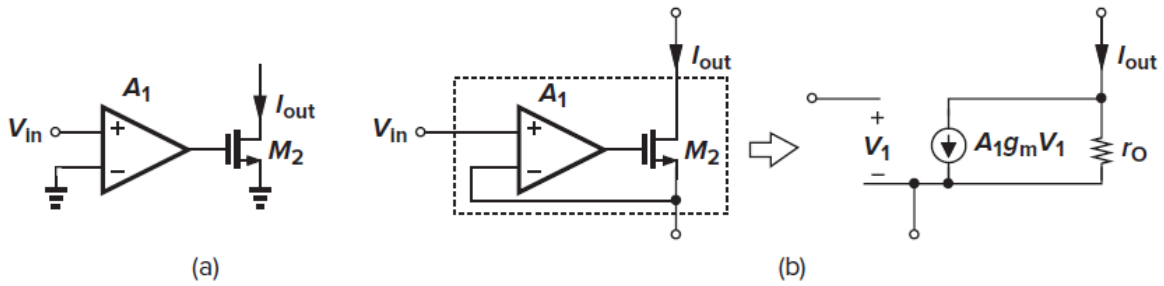 A1
Vin
+
−
Iout
M2
(a)
A1
Vin
+
−
Iout
M2
+
V1
−
A1gmV1
Iout
rO
(b)